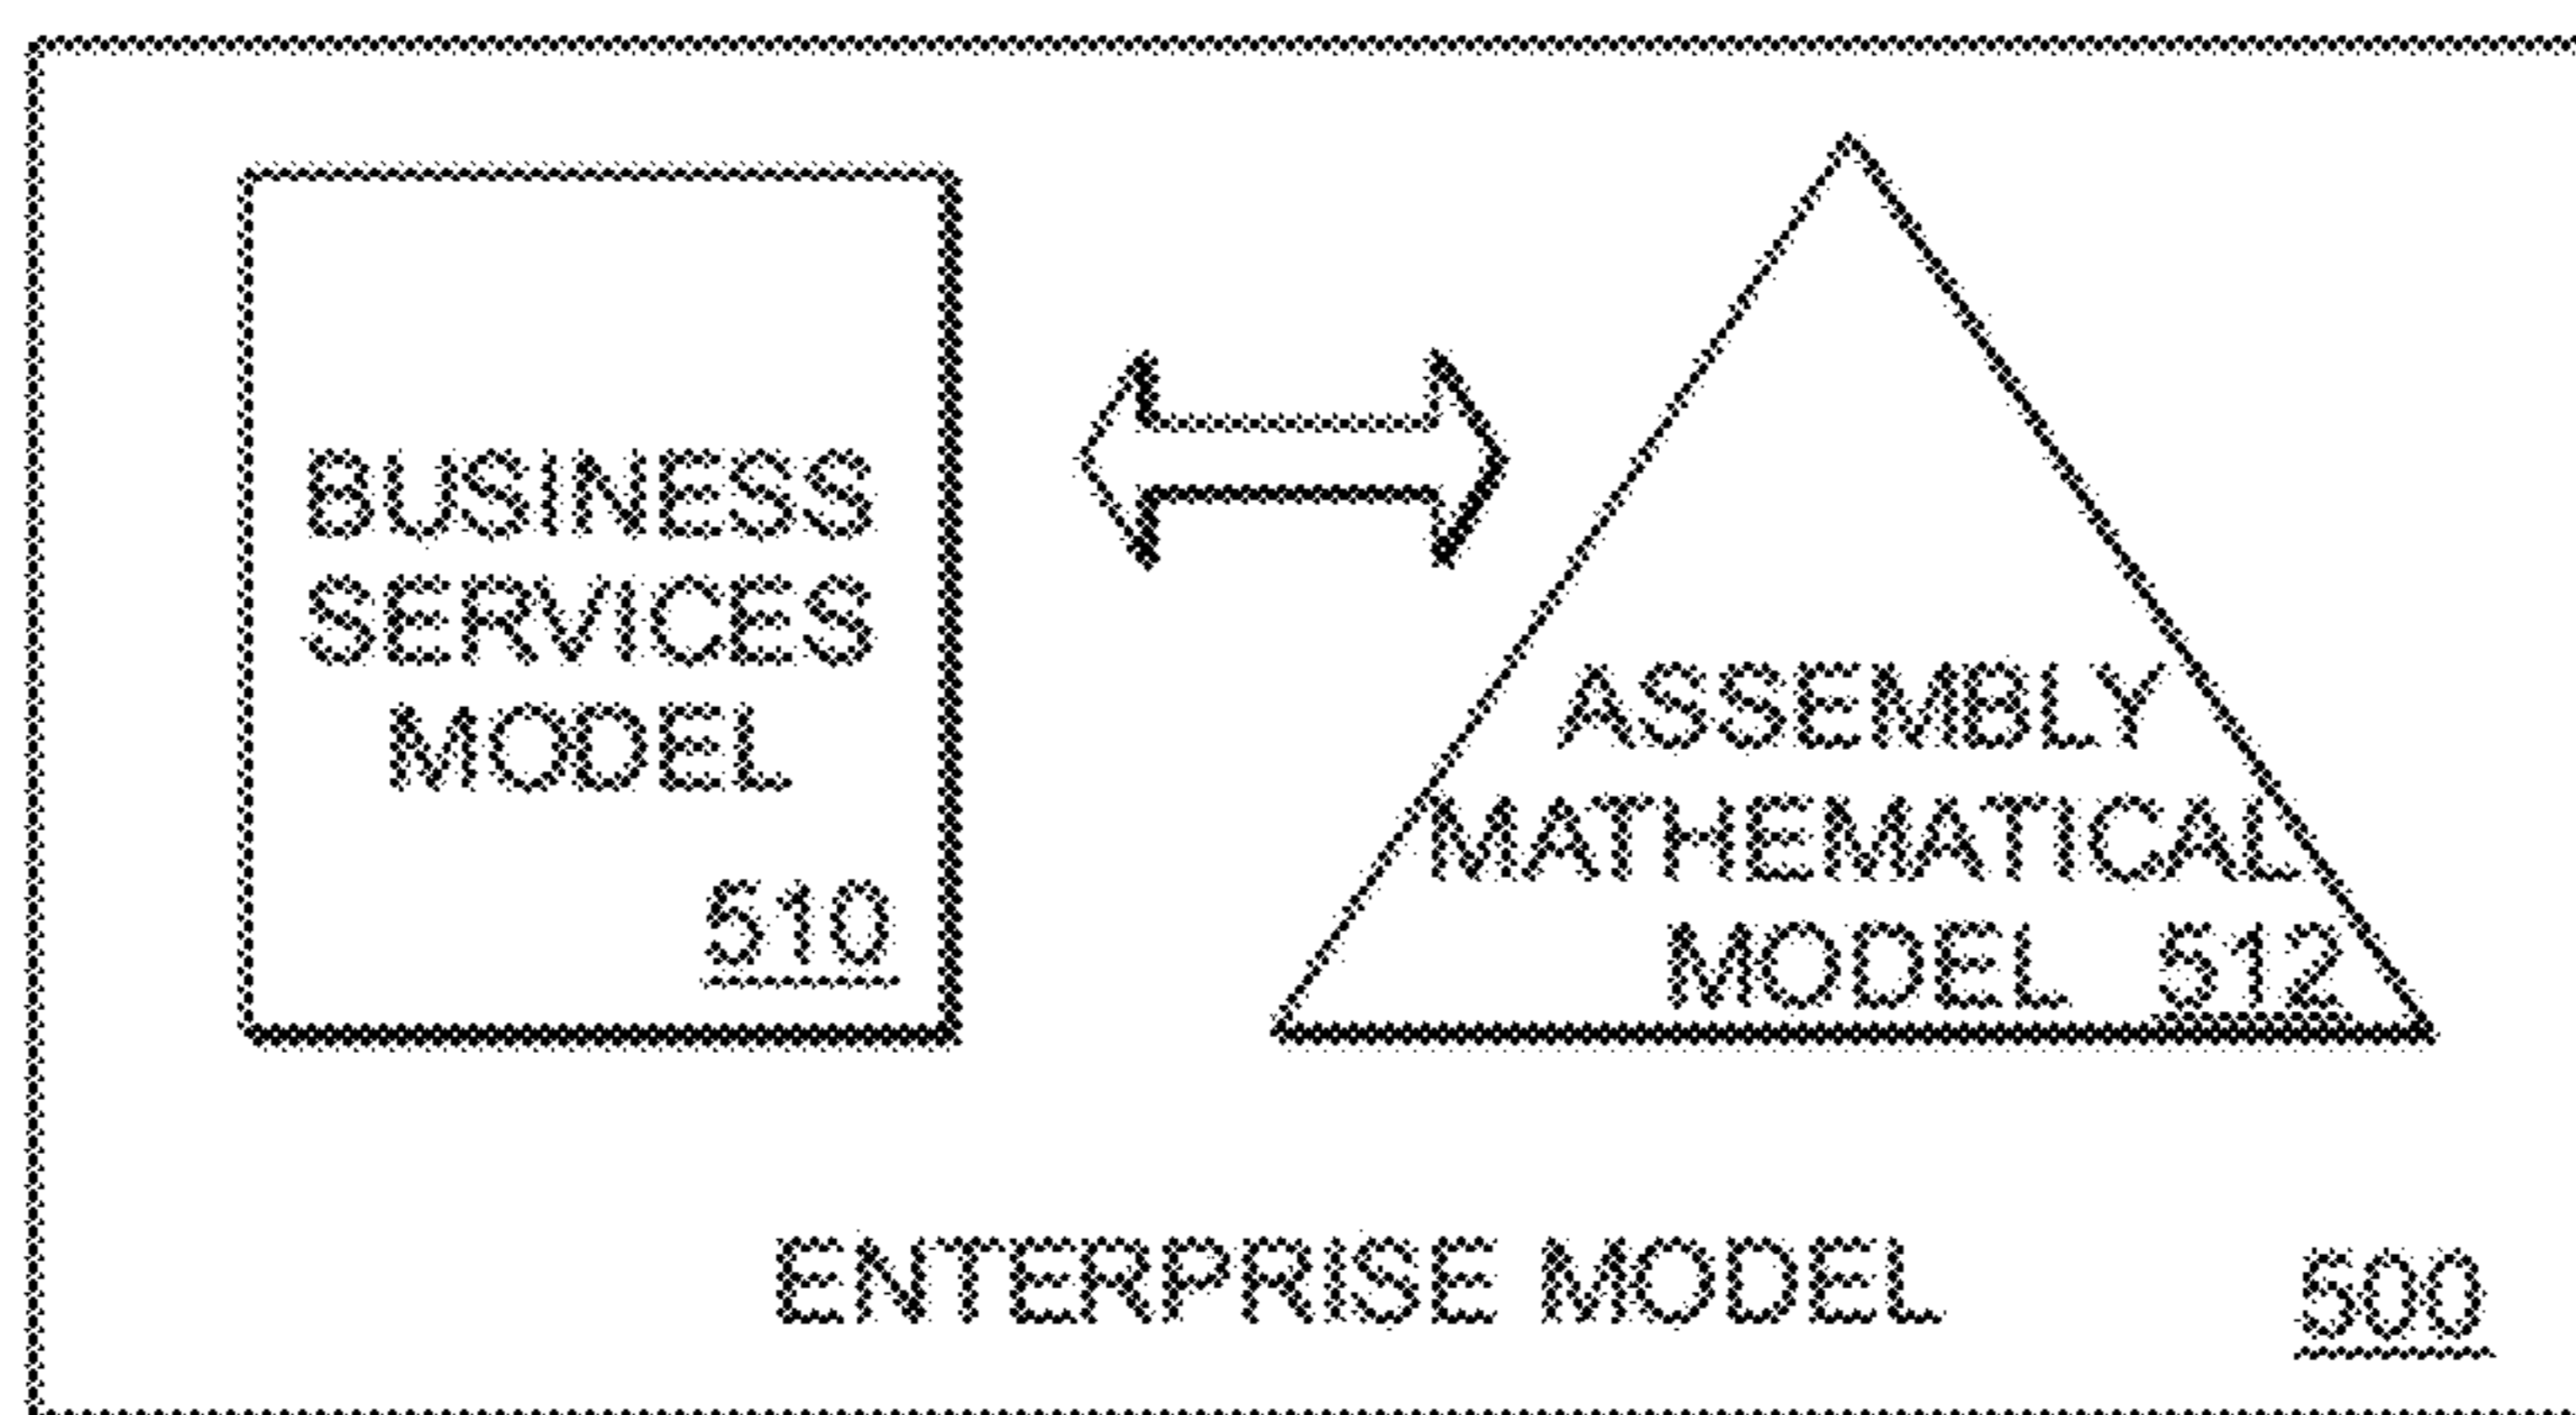 BUSINESS
SERVICES
MODEL
510
ASSEMBLY
MATHEMATICAL
MODEL 512
ENTERPRISE MODEL 500